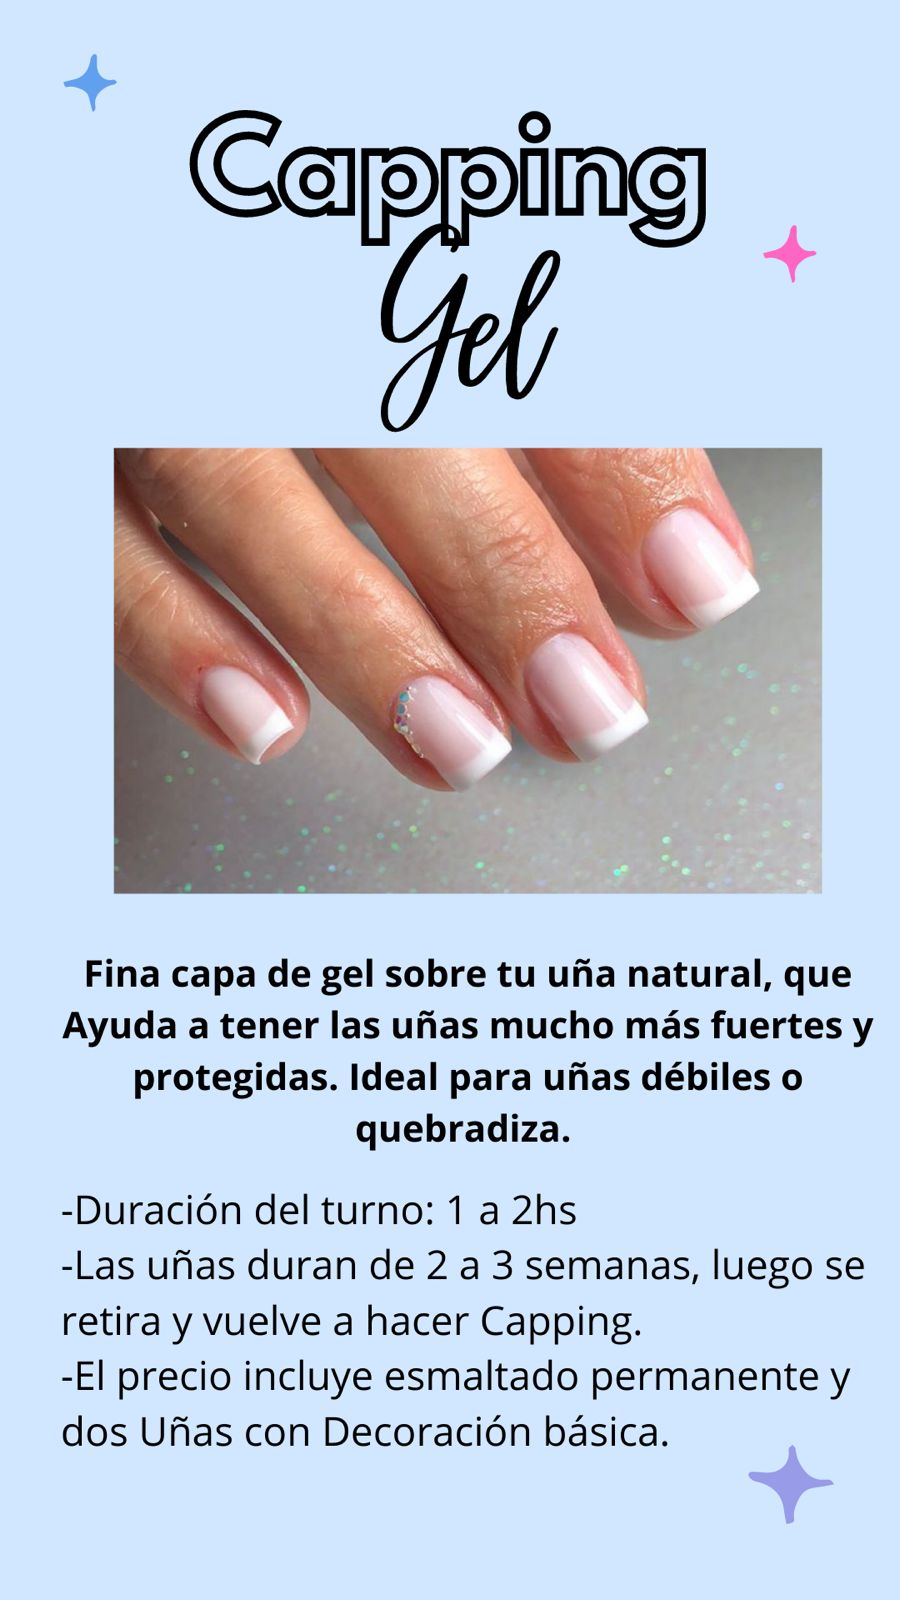 Capping
Gel
Fina capa de gel sobre tu uña natural, que
Ayuda a tener las uñas mucho más fuertes y
protegidas. Ideal para uñas débiles o
quebradiza.
-Duración del turno: 1 a 2hs
-Las uñas duran de 2 a 3 semanas, luego se
retira y vuelve a hacer Capping.
-El precio incluye esmaltado permanente y
dos Uñas con Decoración básica.